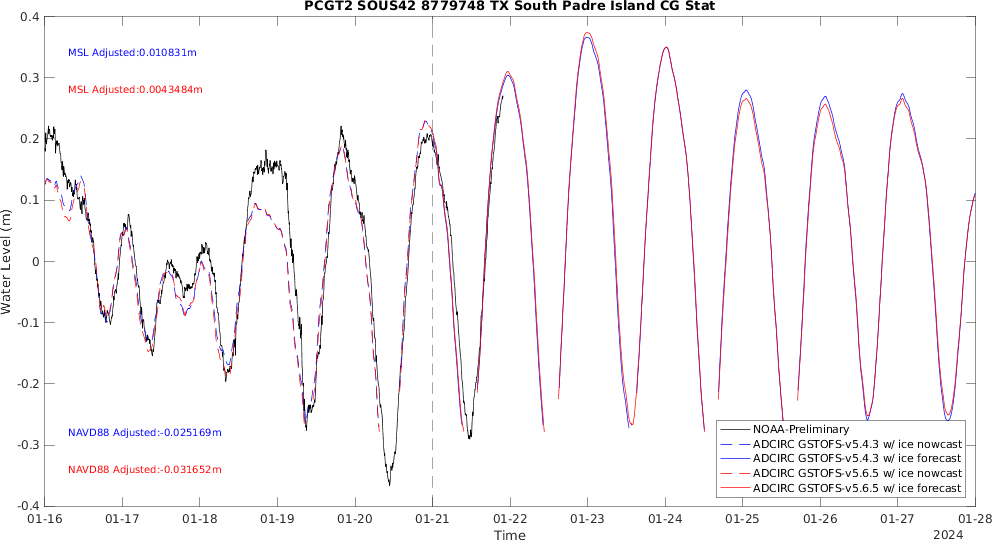 PCGT2 SOUS42 8779748 TX South Padre Island CG Stat
0.4
0.3
0.2
0.1
0
-0.1
-0.2
-0.3
-0.4
Water Level (m)
MSL Adjusted:0.010831m
MSL Adjusted:0.0043484m
NAVD88 Adjusted:-0.025169m
NAVD88 Adjusted:-0.031652m
NOAA-Preliminary
ADCIRC GSTOFS-v5.4.3 w/ ice nowcast
ADCIRC GSTOFS-v5.4.3 w/ ice forecast
ADCIRC GSTOFS-v5.6.5 w/ ice nowcast
ADCIRC GSTOFS-v5.6.5 w/ ice forecast
01-16 01-17 01-18 01-19 01-20 01-21 01-22 01-23 01-24 01-25 01-26 01-27 01-28
Time
2024